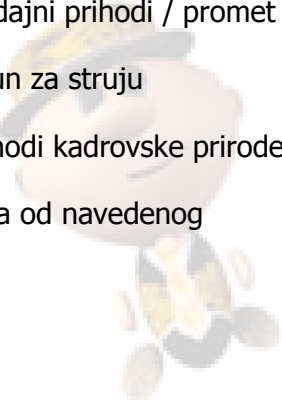 dajni prihodi / promet
un za struju
hodi kadrovske prirode
a od navedenog